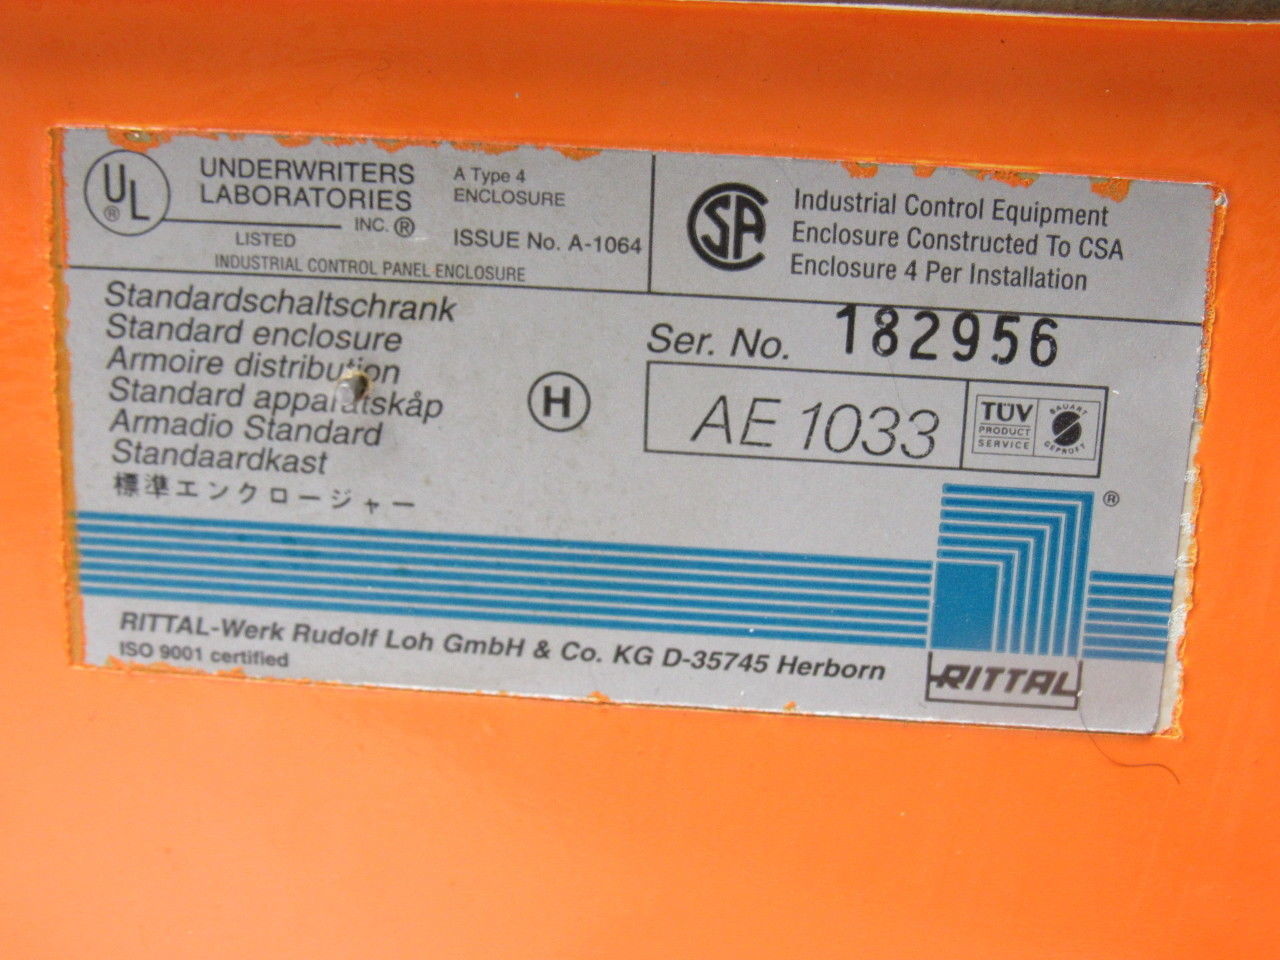 UL ®
UNDERWRITERS
LABORATORIES
INC.®
LISTED
INDUSTRIAL CONTROL PANEL ENCLOSURE
A Type 4
ENCLOSURE
ISSUE No. A-1064
SA
Industrial Control Equipment
Enclosure Constructed To CSA
Enclosure 4 Per Installation
Standardschaltschrank
Standard enclosure
Armoire distribution
Standard apparatskåp
Armadio Standard
Standaardkast
標準エンクロージャー
H
Ser. No. 182956
AE 1033
TÜV
PRODUCT
SERVICE
BAUART
GEPRÜFT
®
RITTAL-Werk Rudolf Loh GmbH & Co. KG D-35745 Herborn
ISO 9001 certified
RITTAL